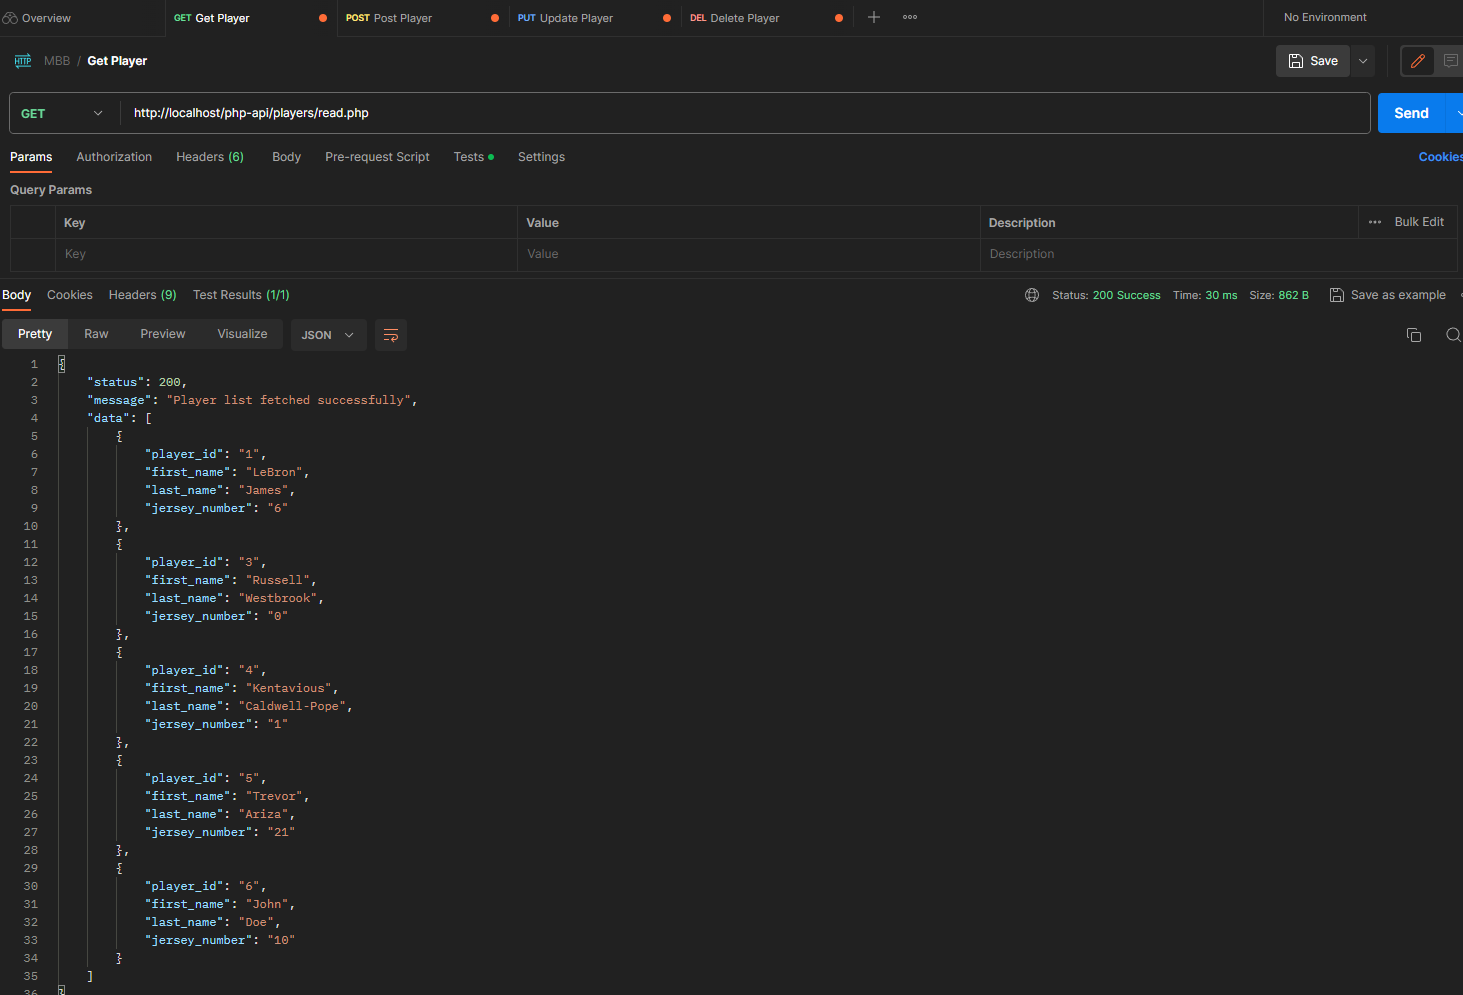 Overview
GET Get Player
POST Post Player
PUT Update Player
DEL Delete Player
No Environment
HTTP MBB / Get Player
Save
GET
http://localhost/php-api/players/read.php
Send
Params Authorization Headers (6) Body Pre-request Script Tests Settings
Cookies
Query Params
Key Value Description Bulk Edit
Key Value Description
Body Cookies Headers (9) Test Results (1/1) Status: 200 Success Time: 30 ms Size: 862 B Save as example
Pretty Raw Preview Visualize JSON
1 {
2 "status": 200,
3 "message": "Player list fetched successfully",
4 "data": [
5 {
6 "player_id": "1",
7 "first_name": "LeBron",
8 "last_name": "James",
9 "jersey_number": "6"
10 },
11 {
12 "player_id": "3",
13 "first_name": "Russell",
14 "last_name": "Westbrook",
15 "jersey_number": "0"
16 },
17 {
18 "player_id": "4",
19 "first_name": "Kentavious",
20 "last_name": "Caldwell-Pope",
21 "jersey_number": "1"
22 },
23 {
24 "player_id": "5",
25 "first_name": "Trevor",
26 "last_name": "Ariza",
27 "jersey_number": "21"
28 },
29 {
30 "player_id": "6",
31 "first_name": "John",
32 "last_name": "Doe",
33 "jersey_number": "10"
34 }
35 ]
36 }